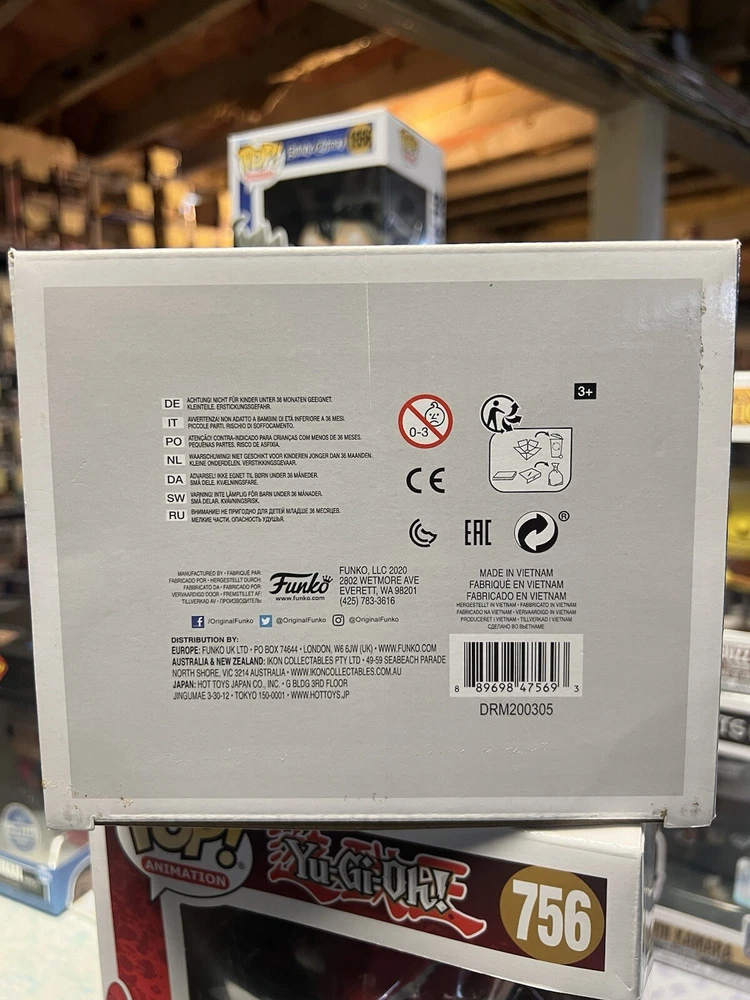 POP!
155
3+
DE ACHTUNG! NICHT FÜR KINDER UNTER 36 MONATEN GEEIGNET.
KLEINTEILE. ERSTICKUNGSGEFAHR.
IT AVVERTENZA! NON ADATTO A BAMBINI DI ETÀ INFERIORE A 36 MESI.
PICCOLE PARTI. RISCHIO DI SOFFOCAMENTO.
PO ATENÇÃO! CONTRA-INDICADO PARA CRIANÇAS COM MENOS DE 36 MESES.
PEQUENAS PARTES. RISCO DE ASFIXIA.
NL WAARSCHUWING! NIET GESCHIKT VOOR KINDEREN JONGER DAN 36 MAANDEN.
KLEINE ONDERDELEN. VERSTIKKINGSGEVAAR.
DA ADVARSEL! IKKE EGNET TIL BØRN UNDER 36 MÅNEDER.
SMÅ DELE. KVÆLNINGSFARE.
SW VARNING! INTE LÄMPLIG FÖR BARN UNDER 36 MÅNADER.
SMÅ DELAR. KVÄVNINGSRISK.
RU ВНИМАНИЕ! НЕ ПРИГОДНО ДЛЯ ДЕТЕЙ МЛАДШЕ 36 МЕСЯЦЕВ.
МЕЛКИЕ ЧАСТИ. ОПАСНОСТЬ УДУШЬЯ.
0-3
CE
EAC
®
MANUFACTURED BY • FABRIQUÉ PAR
FABRICADO POR • HERGESTELLT DURCH:
FABBRICATO DA • FABRICADO POR:
VERVAARDIGD DOOR • FREMSTILLET AF:
TILLVERKAD AV • ПРОИЗВОДИТЕЛЬ:
Funko
www.funko.com
FUNKO, LLC 2020
2802 WETMORE AVE
EVERETT, WA 98201
(425) 783-3616
/OriginalFunko @OriginalFunko @OriginalFunko
MADE IN VIETNAM
FABRIQUÉ EN VIETNAM
FABRICADO EN VIETNAM
HERGESTELLT IN VIETNAM • FABBRICATO IN VIETNAM
FABRICADO NA VIETNAM • VERVAARDIGD IN VIETNAM
PRODUCERET I VIETNAM • TILLVERKAD I VIETNAM
СДЕЛАНО ВО ВЬЕТНАМЕ
DISTRIBUTION BY:
EUROPE: FUNKO UK LTD • PO BOX 74644 • LONDON, W6 6JW (UK) • WWW.FUNKO.COM
AUSTRALIA & NEW ZEALAND: IKON COLLECTABLES PTY LTD • 49-59 SEABEACH PARADE
NORTH SHORE, VIC 3214 AUSTRALIA • WWW.IKONCOLLECTABLES.COM.AU
JAPAN: HOT TOYS JAPAN CO., INC. • G BLDG 3RD FLOOR
JINGUMAE 3-30-12 • TOKYO 150-0001 • WWW.HOTTOYS.JP
8 89698 47569 3
DRM200305
POP!
ANIMATION
Yu-Gi-Oh!
756